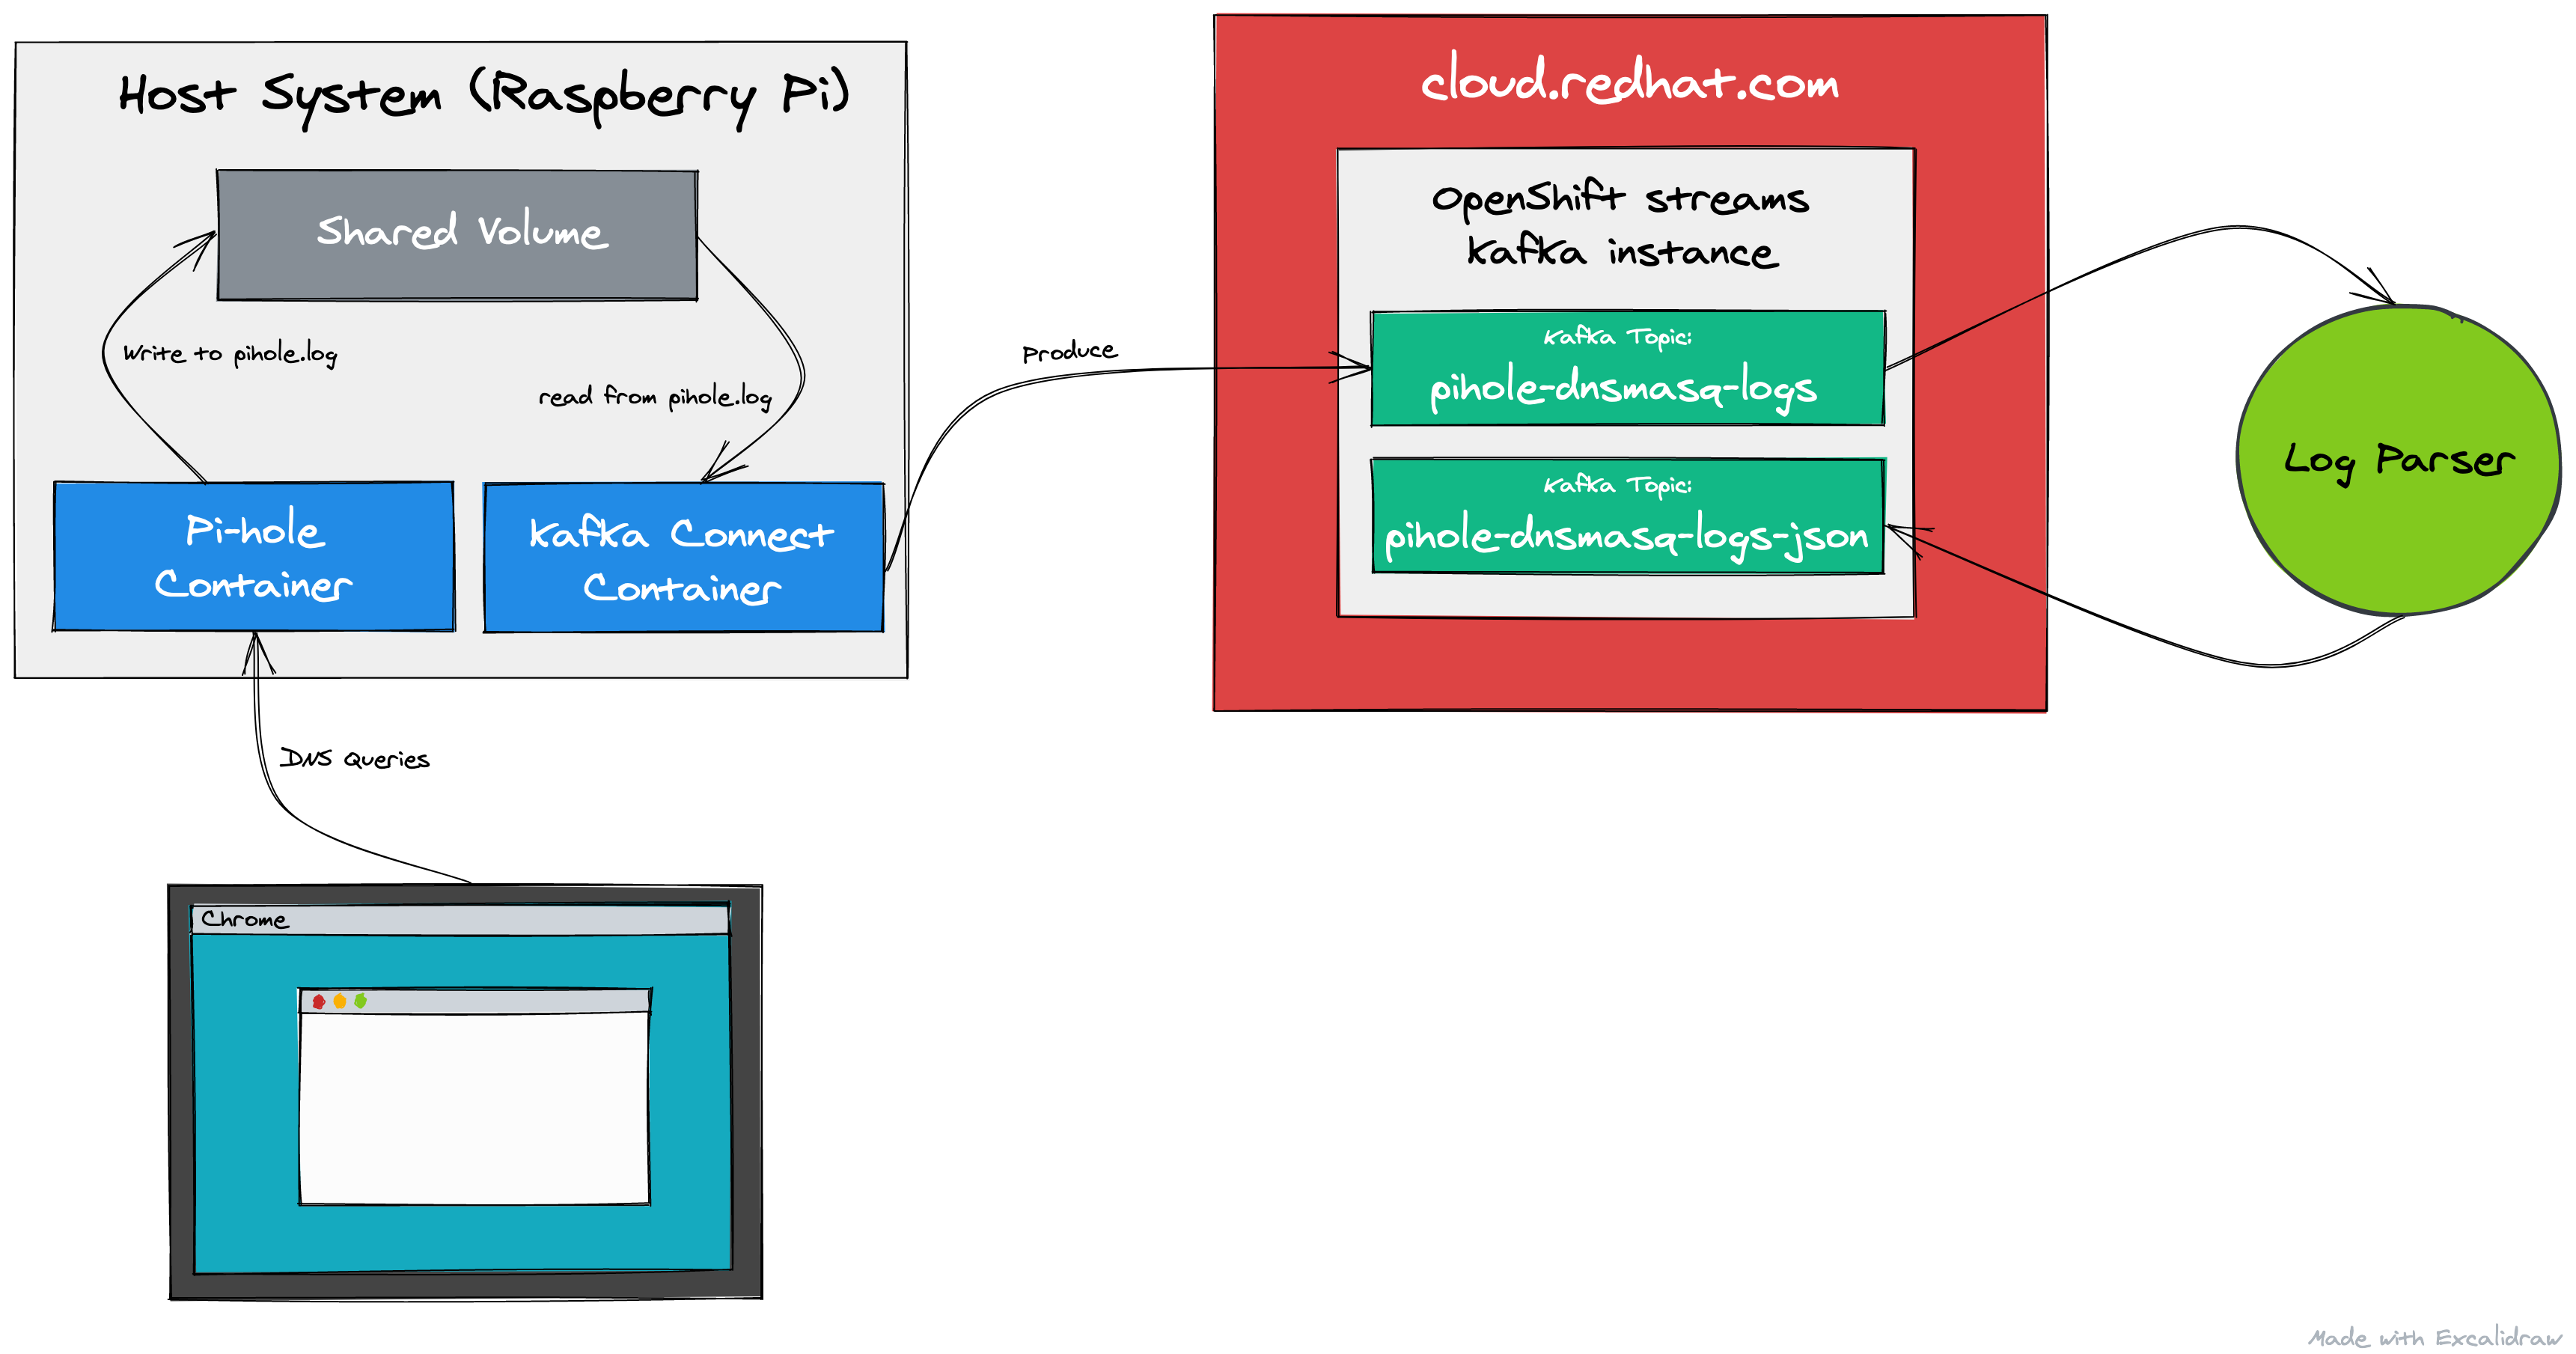 Host System (Raspberry Pi)
Shared Volume
Write to pihole.log
read from pihole.log
Pi-hole
Container
Kafka Connect
Container
DNS Queries
Chrome
Produce
cloud.redhat.com
OpenShift streams
Kafka instance
Kafka Topic:
pihole-dnsmasq-logs
Kafka Topic:
pihole-dnsmasq-logs-json
Log Parser
Made with Excalidraw